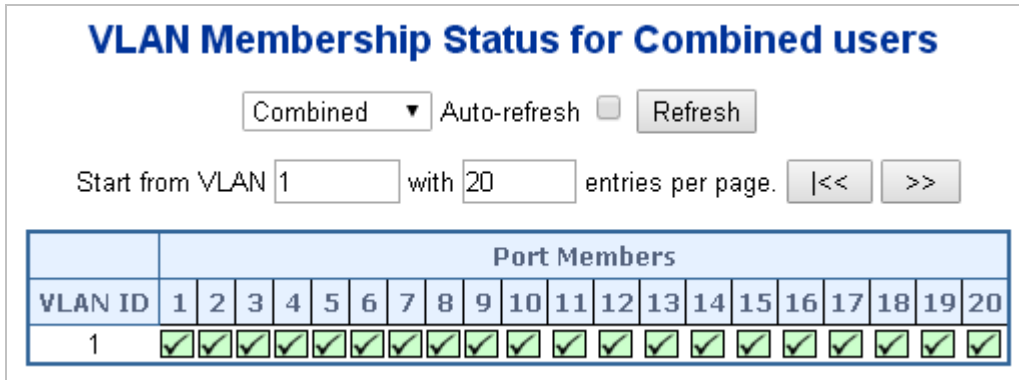 VLAN Membership Status for Combined users
Combined Auto-refresh Refresh
Start from VLAN 1 with 20 entries per page. |<< >>
Port Members
VLAN ID 1 2 3 4 5 6 7 8 9 10 11 12 13 14 15 16 17 18 19 20
1